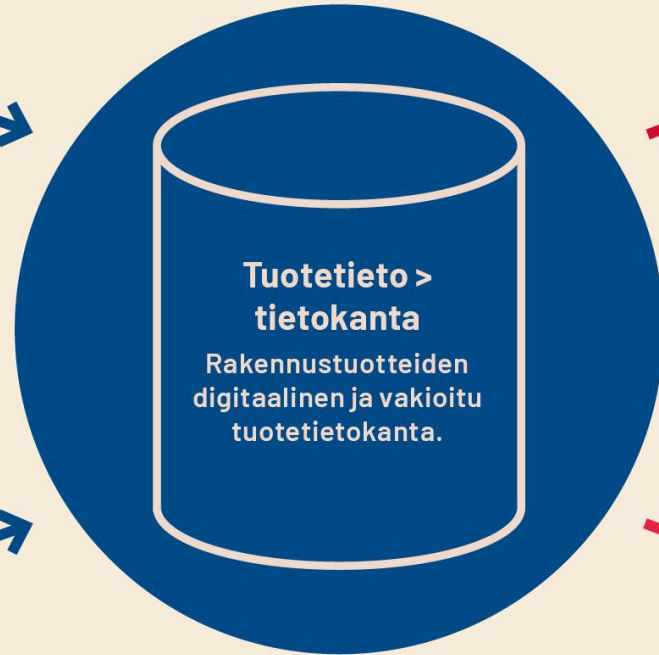 Tuotetieto >
tietokanta
Rakennustuotteiden
digitaalinen ja vakioitu
tuotetietokanta.